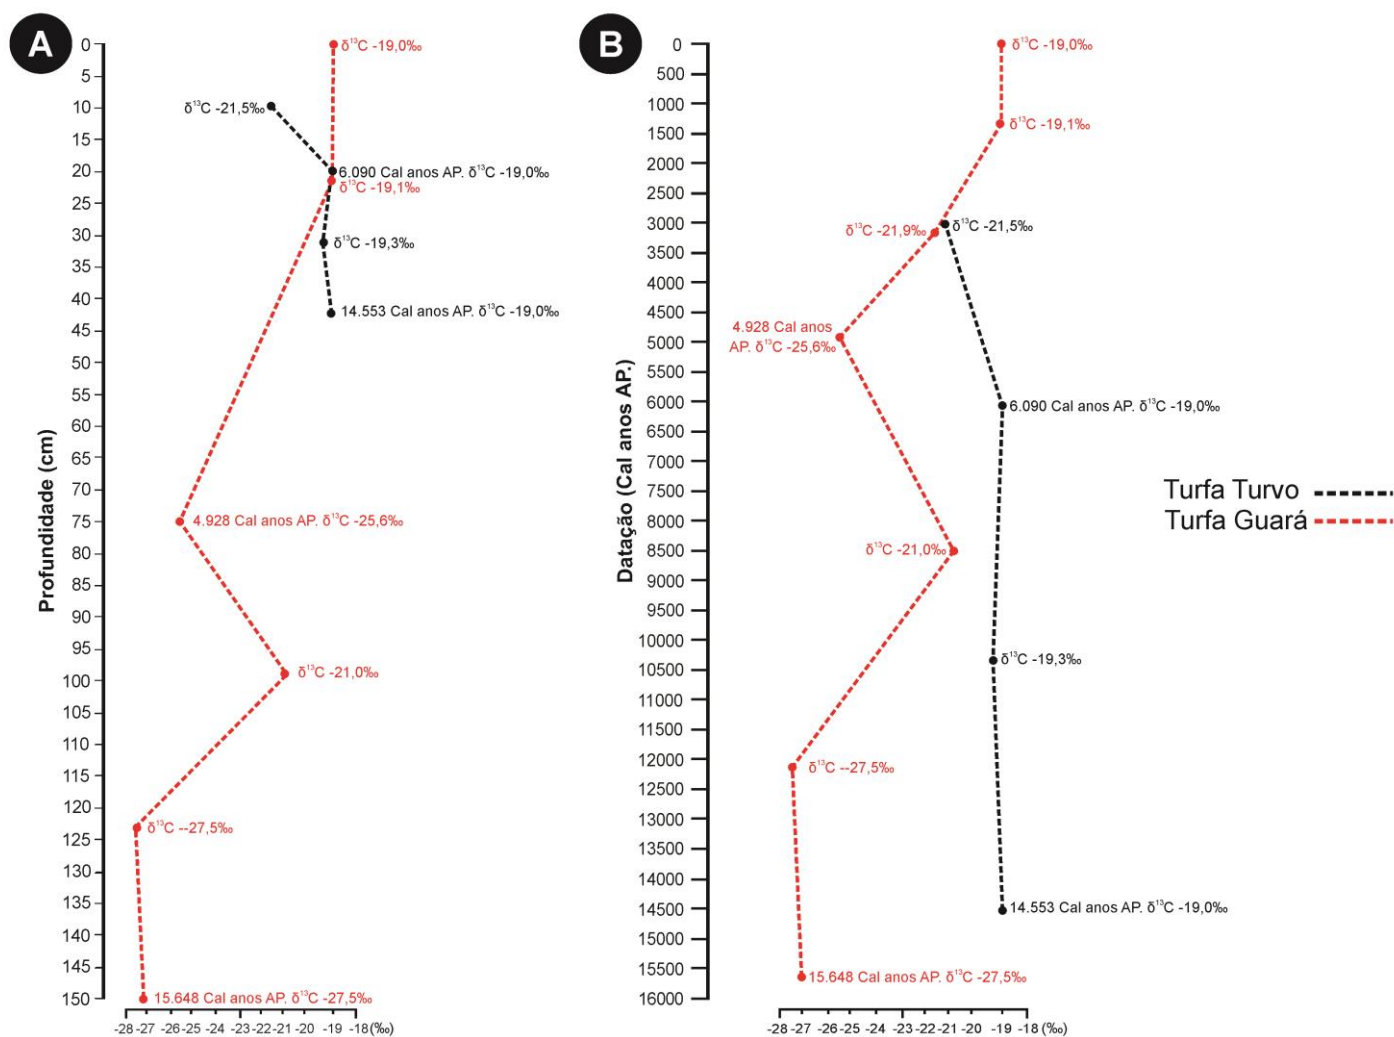 A
0
5
10
15
20
25
30
35
40
45
50
55
60
65
70
75
80
85
90
95
100
105
110
115
120
125
130
135
140
145
150
Profundidade (cm)
δ¹³C -19,0‰
δ¹³C -21,5‰
6.090 Cal anos AP. δ¹³C -19,0‰
δ¹³C -19,1‰
δ¹³C -19,3‰
14.553 Cal anos AP. δ¹³C -19,0‰
4.928 Cal anos AP. δ¹³C -25,6‰
δ¹³C -21,0‰
δ¹³C --27,5‰
15.648 Cal anos AP. δ¹³C -27,5‰
-28 -27 -26 -25 -24 -23 -22 -21 -20 -19 -18 (‰)
B
0
500
1000
1500
2000
2500
3000
3500
4000
4500
5000
5500
6000
6500
7000
7500
8000
8500
9000
9500
10000
10500
11000
11500
12000
12500
13000
13500
14000
14500
15000
15500
16000
Datação (Cal anos AP.)
δ¹³C -19,0‰
δ¹³C -19,1‰
δ¹³C -21,9‰
δ¹³C -21,5‰
4.928 Cal anos
AP. δ¹³C -25,6‰
6.090 Cal anos AP. δ¹³C -19,0‰
δ¹³C -21,0‰
δ¹³C -19,3‰
δ¹³C --27,5‰
14.553 Cal anos AP. δ¹³C -19,0‰
15.648 Cal anos AP. δ¹³C -27,5‰
-28 -27 -26 -25 -24 -23 -22 -21 -20 -19 -18 (‰)
Turfa Turvo
Turfa Guará